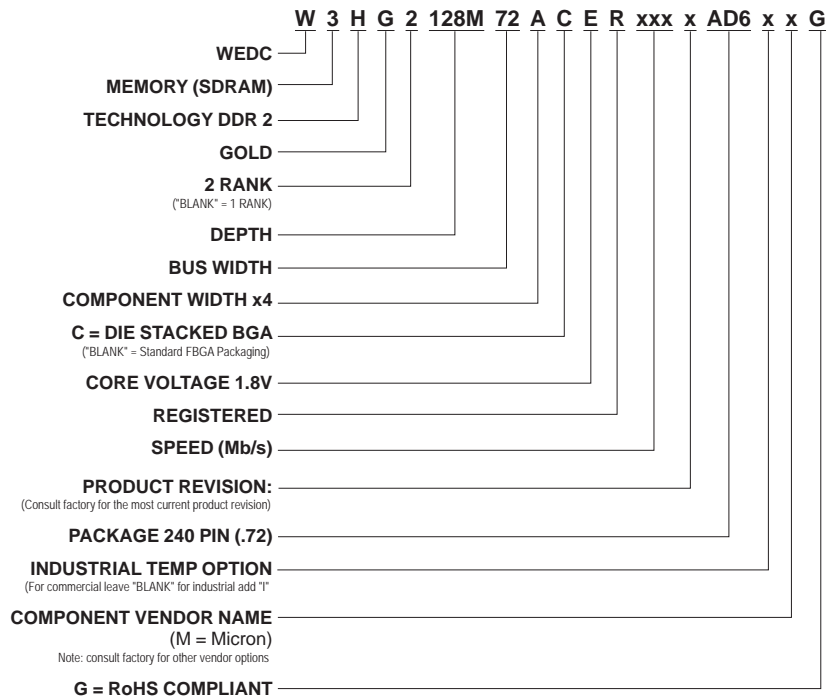 W 3 H G 2 128M 72 A C E R xxx x AD6 x x G
WEDC
MEMORY (SDRAM)
TECHNOLOGY DDR 2
GOLD
2 RANK
("BLANK" = 1 RANK)
DEPTH
BUS WIDTH
COMPONENT WIDTH x4
C = DIE STACKED BGA
("BLANK" = Standard FBGA Packaging)
CORE VOLTAGE 1.8V
REGISTERED
SPEED (Mb/s)
PRODUCT REVISION:
(Consult factory for the most current product revision)
PACKAGE 240 PIN (.72)
INDUSTRIAL TEMP OPTION
(For commercial leave "BLANK" for industrial add "I"
COMPONENT VENDOR NAME
(M = Micron)
Note: consult factory for other vendor options
G = RoHS COMPLIANT